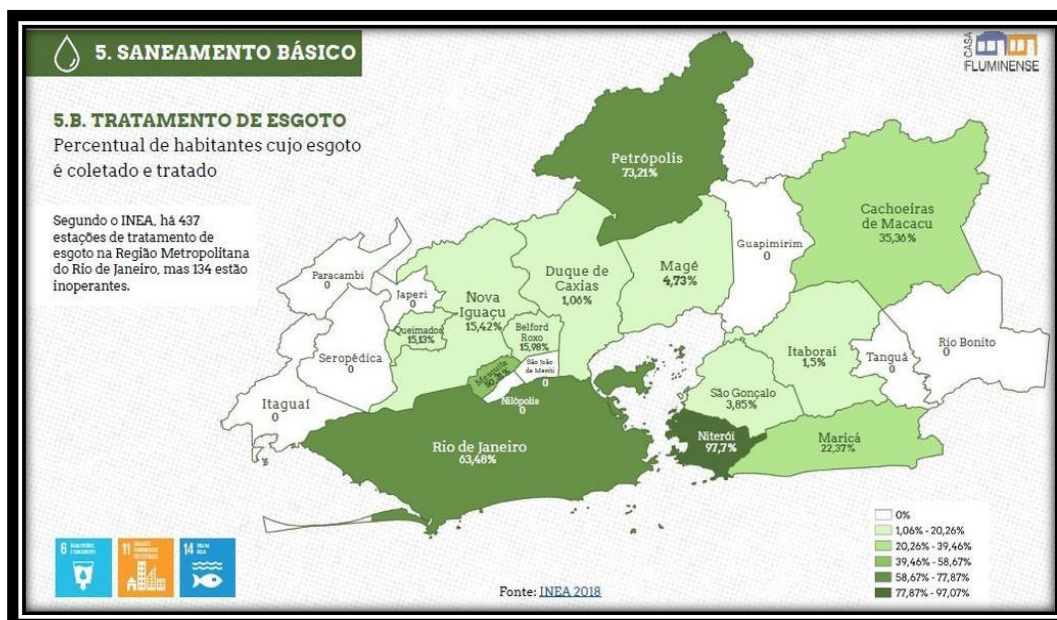 5. SANEAMENTO BÁSICO
CASA
FLUMINENSE
5.B. TRATAMENTO DE ESGOTO
Percentual de habitantes cujo esgoto
é coletado e tratado
Segundo o INEA, há 437
estações de tratamento de
esgoto na Região Metropolitana
do Rio de Janeiro, mas 134 estão
inoperantes.
Petrópolis
73,21%
Cachoeiras
de Macacu
35,36%
Guapimirim
0
Paracambi
0
Japeri
0
Nova
Iguaçu
15,42%
Duque de
Caxias
1,06%
Magé
4,73%
Queimados
15,13%
Belford
Roxo
15,98%
Seropédica
0
Mesquita
São João
de Meriti
0
Nilópolis
0
Itaguaí
0
Itaboraí
1,5%
Tanguá
0
Rio Bonito
0
São Gonçalo
3,85%
Rio de Janeiro
63,48%
Niterói
97,7%
Maricá
22,37%
0%
1,06% - 20,26%
20,26% - 39,46%
39,46% - 58,67%
58,67% - 77,87%
77,87% - 97,07%
6
11
14
Fonte: INEA 2018